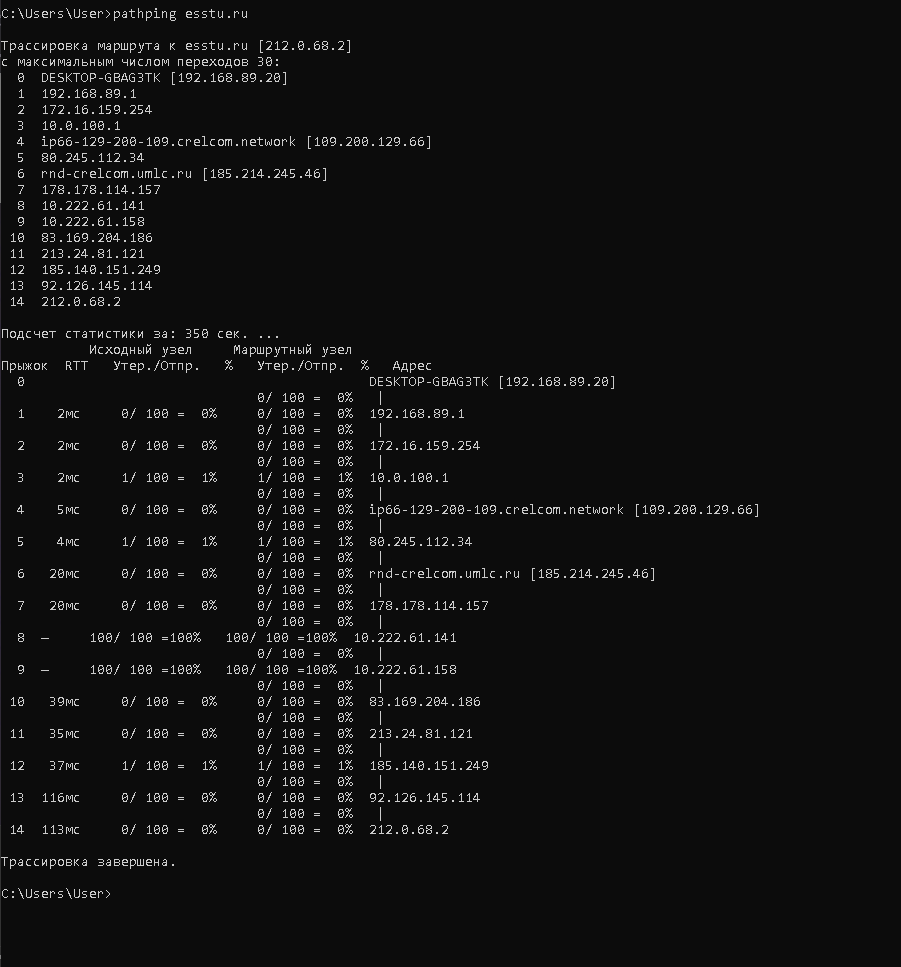 C:\Users\User>pathping esstu.ru
Трассировка маршрута к esstu.ru [212.0.68.2]
с максимальным числом переходов 30:
0 DESKTOP-GBAG3TK [192.168.89.20]
1 192.168.89.1
2 172.16.159.254
3 10.0.100.1
4 ip66-129-200-109.crelcom.network [109.200.129.66]
5 80.245.112.34
6 rnd-crelcom.umlc.ru [185.214.245.46]
7 178.178.114.157
8 10.222.61.141
9 10.222.61.158
10 83.169.204.186
11 213.24.81.121
12 185.140.151.249
13 92.126.145.114
14 212.0.68.2
Подсчет статистики за: 350 сек. ...
Исходный узел Маршрутный узел
Прыжок RTT Утер./Отпр. % Утер./Отпр. % Адрес
0 DESKTOP-GBAG3TK [192.168.89.20]
0/ 100 = 0% |
1 2мс 0/ 100 = 0% 0/ 100 = 0% 192.168.89.1
0/ 100 = 0% |
2 2мс 0/ 100 = 0% 0/ 100 = 0% 172.16.159.254
0/ 100 = 0% |
3 2мс 1/ 100 = 1% 1/ 100 = 1% 10.0.100.1
0/ 100 = 0% |
4 5мс 0/ 100 = 0% 0/ 100 = 0% ip66-129-200-109.crelcom.network [109.200.129.66]
0/ 100 = 0% |
5 4мс 1/ 100 = 1% 1/ 100 = 1% 80.245.112.34
0/ 100 = 0% |
6 20мс 0/ 100 = 0% 0/ 100 = 0% rnd-crelcom.umlc.ru [185.214.245.46]
0/ 100 = 0% |
7 20мс 0/ 100 = 0% 0/ 100 = 0% 178.178.114.157
0/ 100 = 0% |
8 — 100/ 100 =100% 100/ 100 =100% 10.222.61.141
0/ 100 = 0% |
9 — 100/ 100 =100% 100/ 100 =100% 10.222.61.158
0/ 100 = 0% |
10 39мс 0/ 100 = 0% 0/ 100 = 0% 83.169.204.186
0/ 100 = 0% |
11 35мс 0/ 100 = 0% 0/ 100 = 0% 213.24.81.121
0/ 100 = 0% |
12 37мс 1/ 100 = 1% 1/ 100 = 1% 185.140.151.249
0/ 100 = 0% |
13 116мс 0/ 100 = 0% 0/ 100 = 0% 92.126.145.114
0/ 100 = 0% |
14 113мс 0/ 100 = 0% 0/ 100 = 0% 212.0.68.2
Трассировка завершена.
C:\Users\User>